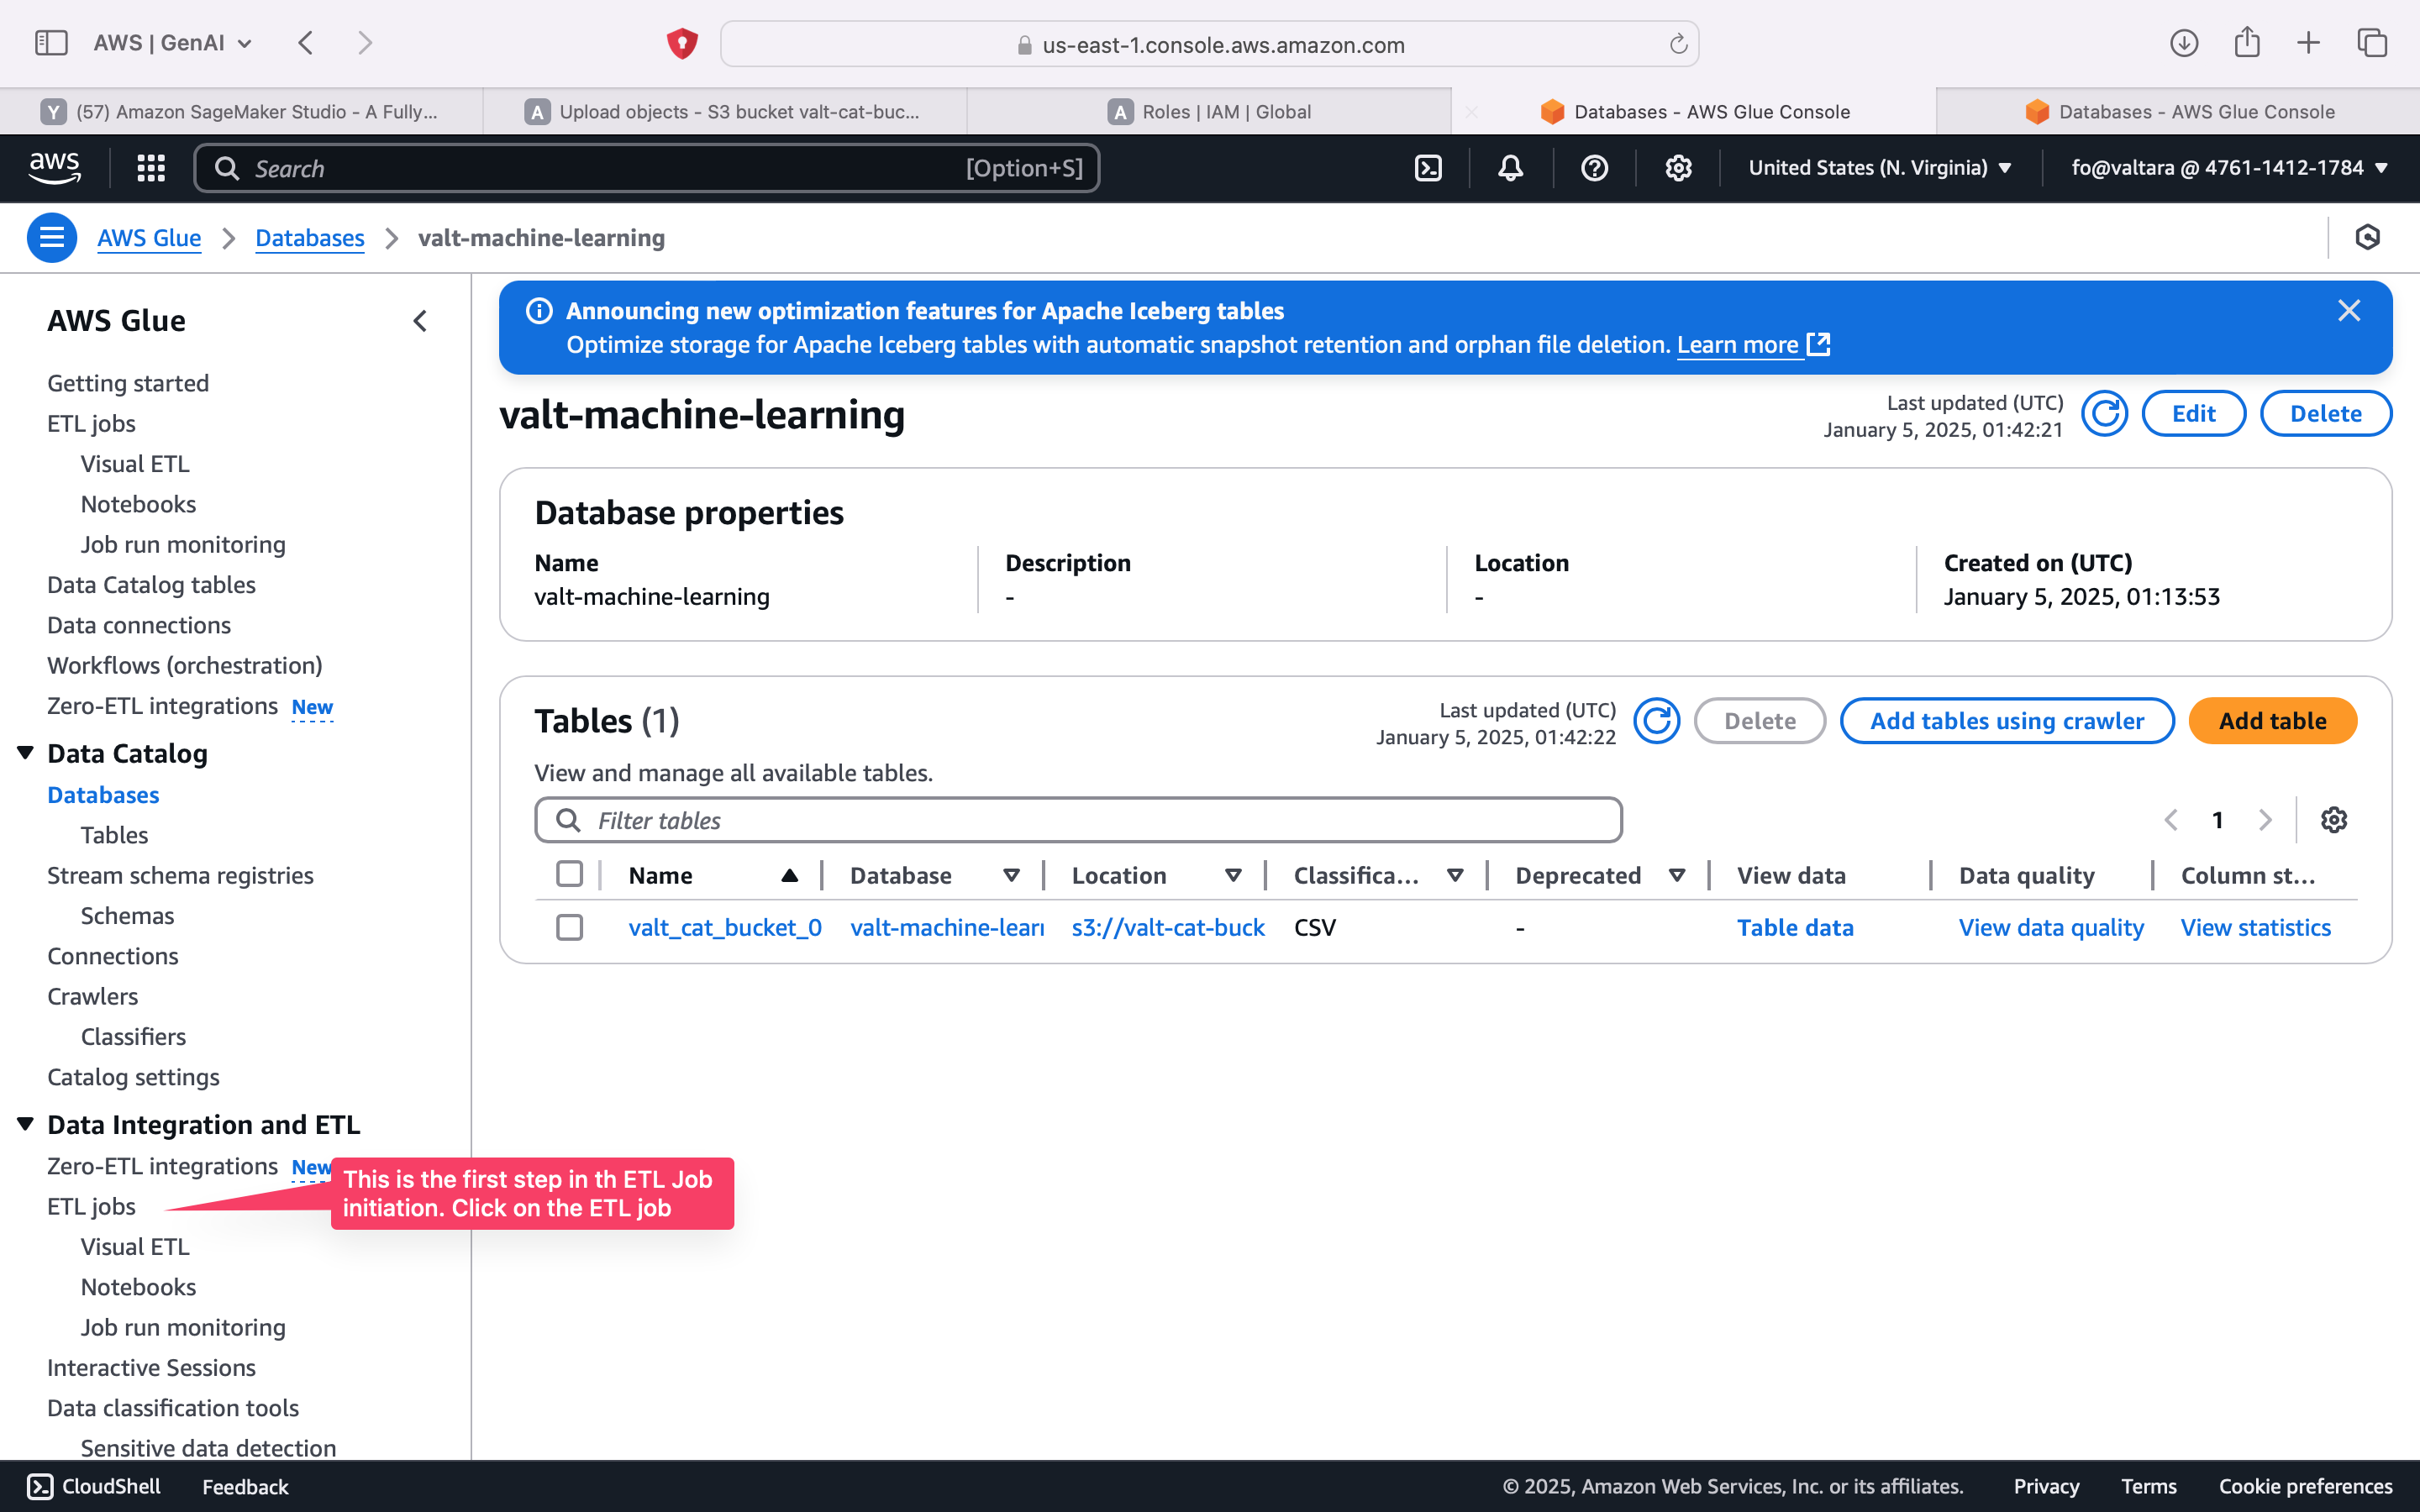 AWS | GenAI
us-east-1.console.aws.amazon.com
Y (57) Amazon SageMaker Studio - A Fully...
A Upload objects - S3 bucket valt-cat-buc...
A Roles | IAM | Global
Databases - AWS Glue Console
Databases - AWS Glue Console
aws
Search [Option+S]
United States (N. Virginia)
fo@valtara @ 4761-1412-1784
AWS Glue > Databases > valt-machine-learning
AWS Glue
Getting started
ETL jobs
Visual ETL
Notebooks
Job run monitoring
Data Catalog tables
Data connections
Workflows (orchestration)
Zero-ETL integrations New
Data Catalog
Databases
Tables
Stream schema registries
Schemas
Connections
Crawlers
Classifiers
Catalog settings
Data Integration and ETL
Zero-ETL integrations New
ETL jobs
Visual ETL
Notebooks
Job run monitoring
Interactive Sessions
Data classification tools
Sensitive data detection
This is the first step in th ETL Job
initiation. Click on the ETL job
Announcing new optimization features for Apache Iceberg tables
Optimize storage for Apache Iceberg tables with automatic snapshot retention and orphan file deletion. Learn more
valt-machine-learning
Last updated (UTC)
January 5, 2025, 01:42:21
Edit
Delete
Database properties
Name
valt-machine-learning
Description
-
Location
-
Created on (UTC)
January 5, 2025, 01:13:53
Tables (1)
Last updated (UTC)
January 5, 2025, 01:42:22
Delete
Add tables using crawler
Add table
View and manage all available tables.
Filter tables
1
Name Database Location Classifica... Deprecated View data Data quality Column st...
valt_cat_bucket_0 valt-machine-learn s3://valt-cat-buck CSV - Table data View data quality View statistics
CloudShell
Feedback
© 2025, Amazon Web Services, Inc. or its affiliates.
Privacy
Terms
Cookie preferences